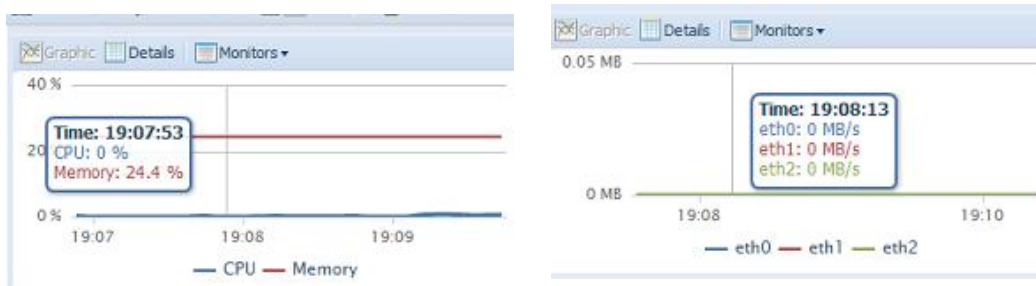 Graphic Details Monitors
40 %
Time: 19:07:53
CPU: 0 %
20
Memory: 24.4 %
0 %
19:07 19:08 19:09
CPU Memory
Graphic Details Monitors
0.05 MB
Time: 19:08:13
eth0: 0 MB/s
eth1: 0 MB/s
eth2: 0 MB/s
0 MB
19:08 19:10
eth0 eth1 eth2